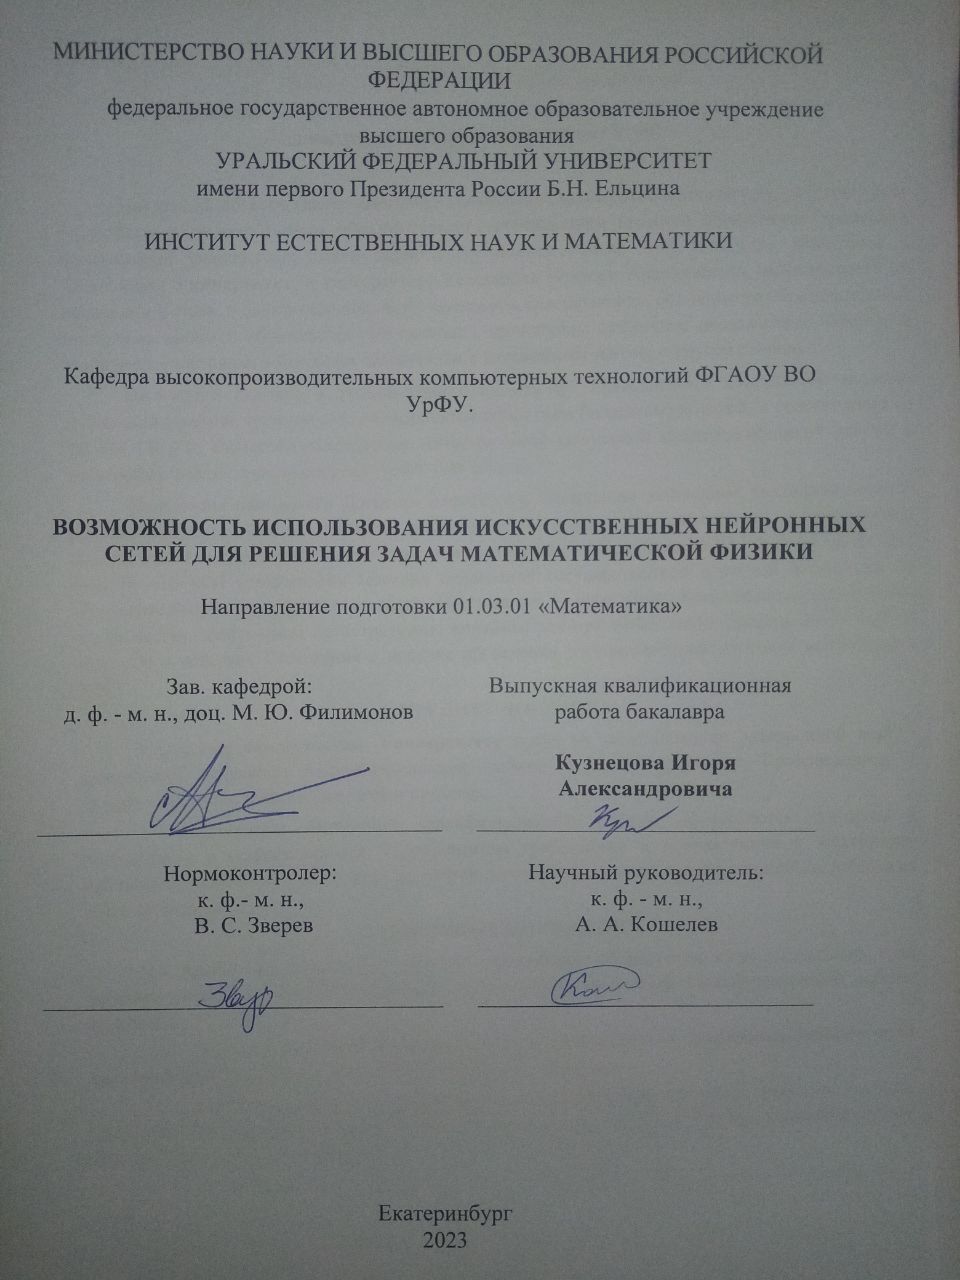 МИНИСТЕРСТВО НАУКИ И ВЫСШЕГО ОБРАЗОВАНИЯ РОССИЙСКОЙ
ФЕДЕРАЦИИ
федеральное государственное автономное образовательное учреждение
высшего образования
УРАЛЬСКИЙ ФЕДЕРАЛЬНЫЙ УНИВЕРСИТЕТ
имени первого Президента России Б.Н. Ельцина
ИНСТИТУТ ЕСТЕСТВЕННЫХ НАУК И МАТЕМАТИКИ
Кафедра высокопроизводительных компьютерных технологий ФГАОУ ВО
УрФУ.
ВОЗМОЖНОСТЬ ИСПОЛЬЗОВАНИЯ ИСКУССТВЕННЫХ НЕЙРОННЫХ
СЕТЕЙ ДЛЯ РЕШЕНИЯ ЗАДАЧ МАТЕМАТИЧЕСКОЙ ФИЗИКИ
Направление подготовки 01.03.01 «Математика»
Зав. кафедрой:
д. ф. - м. н., доц. М. Ю. Филимонов
Выпускная квалификационная
работа бакалавра
Кузнецова Игоря
Александровича
Нормоконтролер:
к. ф.- м. н.,
В. С. Зверев
Научный руководитель:
к. ф. - м. н.,
А. А. Кошелев
Екатеринбург
2023